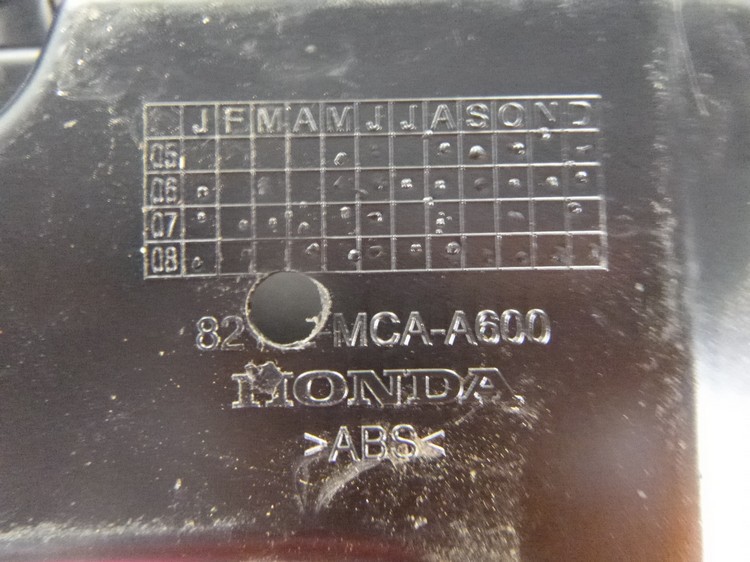 J F M A M J J A S O N D
05
06
07
08
82 -MCA-A600
HONDA
>ABS<